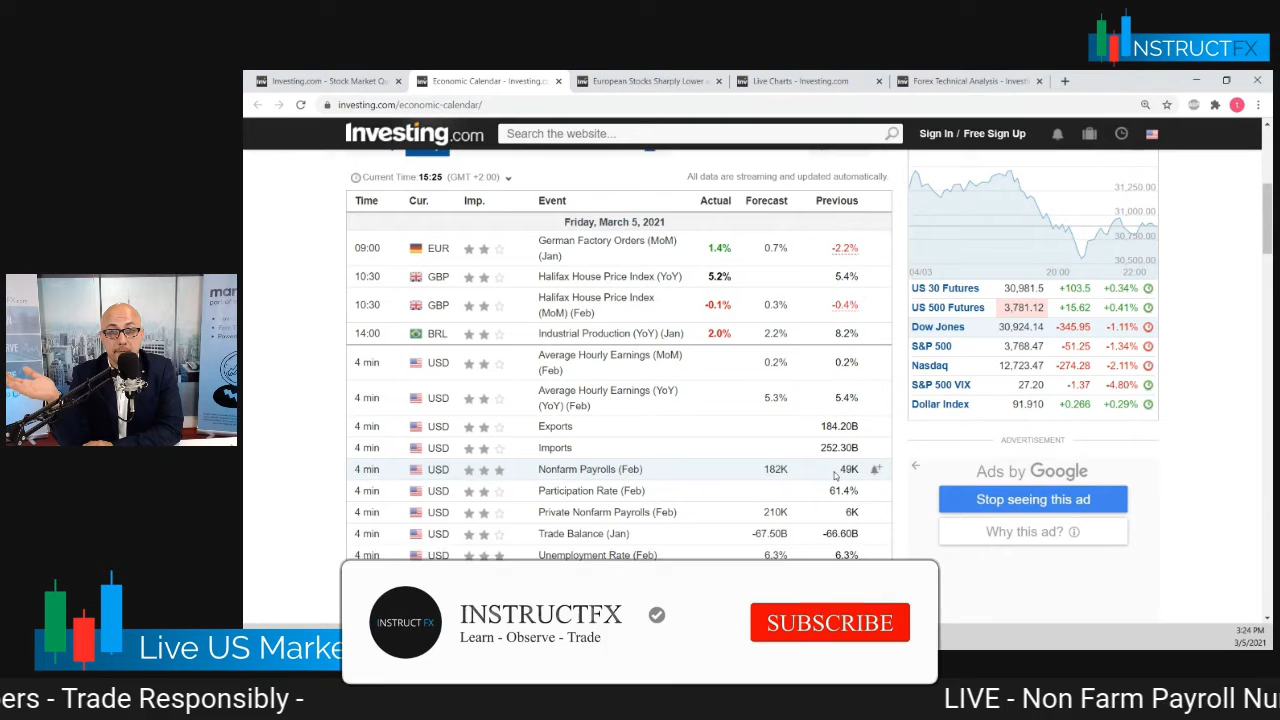 NSTRUCTFX
Investing.com - Stock Market Qu
Economic Calendar - Investing.c
European Stocks Sharply Lower
Live Charts - Investing.com
Forex Technical Analysis - Investi
investing.com/economic-calendar/
Investing.com
Search the website...
Sign In / Free Sign Up
Current Time: 15:25 (GMT +2:00)
All data are streaming and updated automatically.
Time Cur. Imp. Event Actual Forecast Previous
Friday, March 5, 2021
09:00 EUR German Factory Orders (MoM) 1.4% 0.7% -2.2%
(Jan)
10:30 GBP Halifax House Price Index (YoY) 5.2% 5.4%
10:30 GBP Halifax House Price Index -0.1% 0.3% -0.4%
(MoM) (Feb)
14:00 BRL Industrial Production (YoY) (Jan) 2.0% 2.2% 8.2%
4 min USD Average Hourly Earnings (MoM) 0.2% 0.2%
(Feb)
4 min USD Average Hourly Earnings (YoY) 5.3% 5.4%
(YoY) (Feb)
4 min USD Exports 184.20B
4 min USD Imports 252.30B
4 min USD Nonfarm Payrolls (Feb) 182K 49K
4 min USD Participation Rate (Feb) 61.4%
4 min USD Private Nonfarm Payrolls (Feb) 210K 6K
4 min USD Trade Balance (Jan) -67.50B -66.60B
4 min USD Unemployment Rate (Feb) 6.3% 6.3%
31,250.00
31,000.00
30,750.00
30,500.00
04/03 20:00 22:00
US 30 Futures 30,981.5 +103.5 +0.34%
US 500 Futures 3,781.12 +15.62 +0.41%
Dow Jones 30,924.14 -345.95 -1.11%
S&P 500 3,768.47 -51.25 -1.34%
Nasdaq 12,723.47 -274.28 -2.11%
S&P 500 VIX 27.20 -1.37 -4.80%
Dollar Index 91.910 +0.266 +0.29%
ADVERTISEMENT
Ads by Google
Stop seeing this ad
Why this ad?
INSTRUCT FX
INSTRUCTFX
Learn - Observe - Trade
SUBSCRIBE
3:24 PM
3/5/2021
Live US Marke
bers - Trade Responsibly -
LIVE - Non Farm Payroll Nu